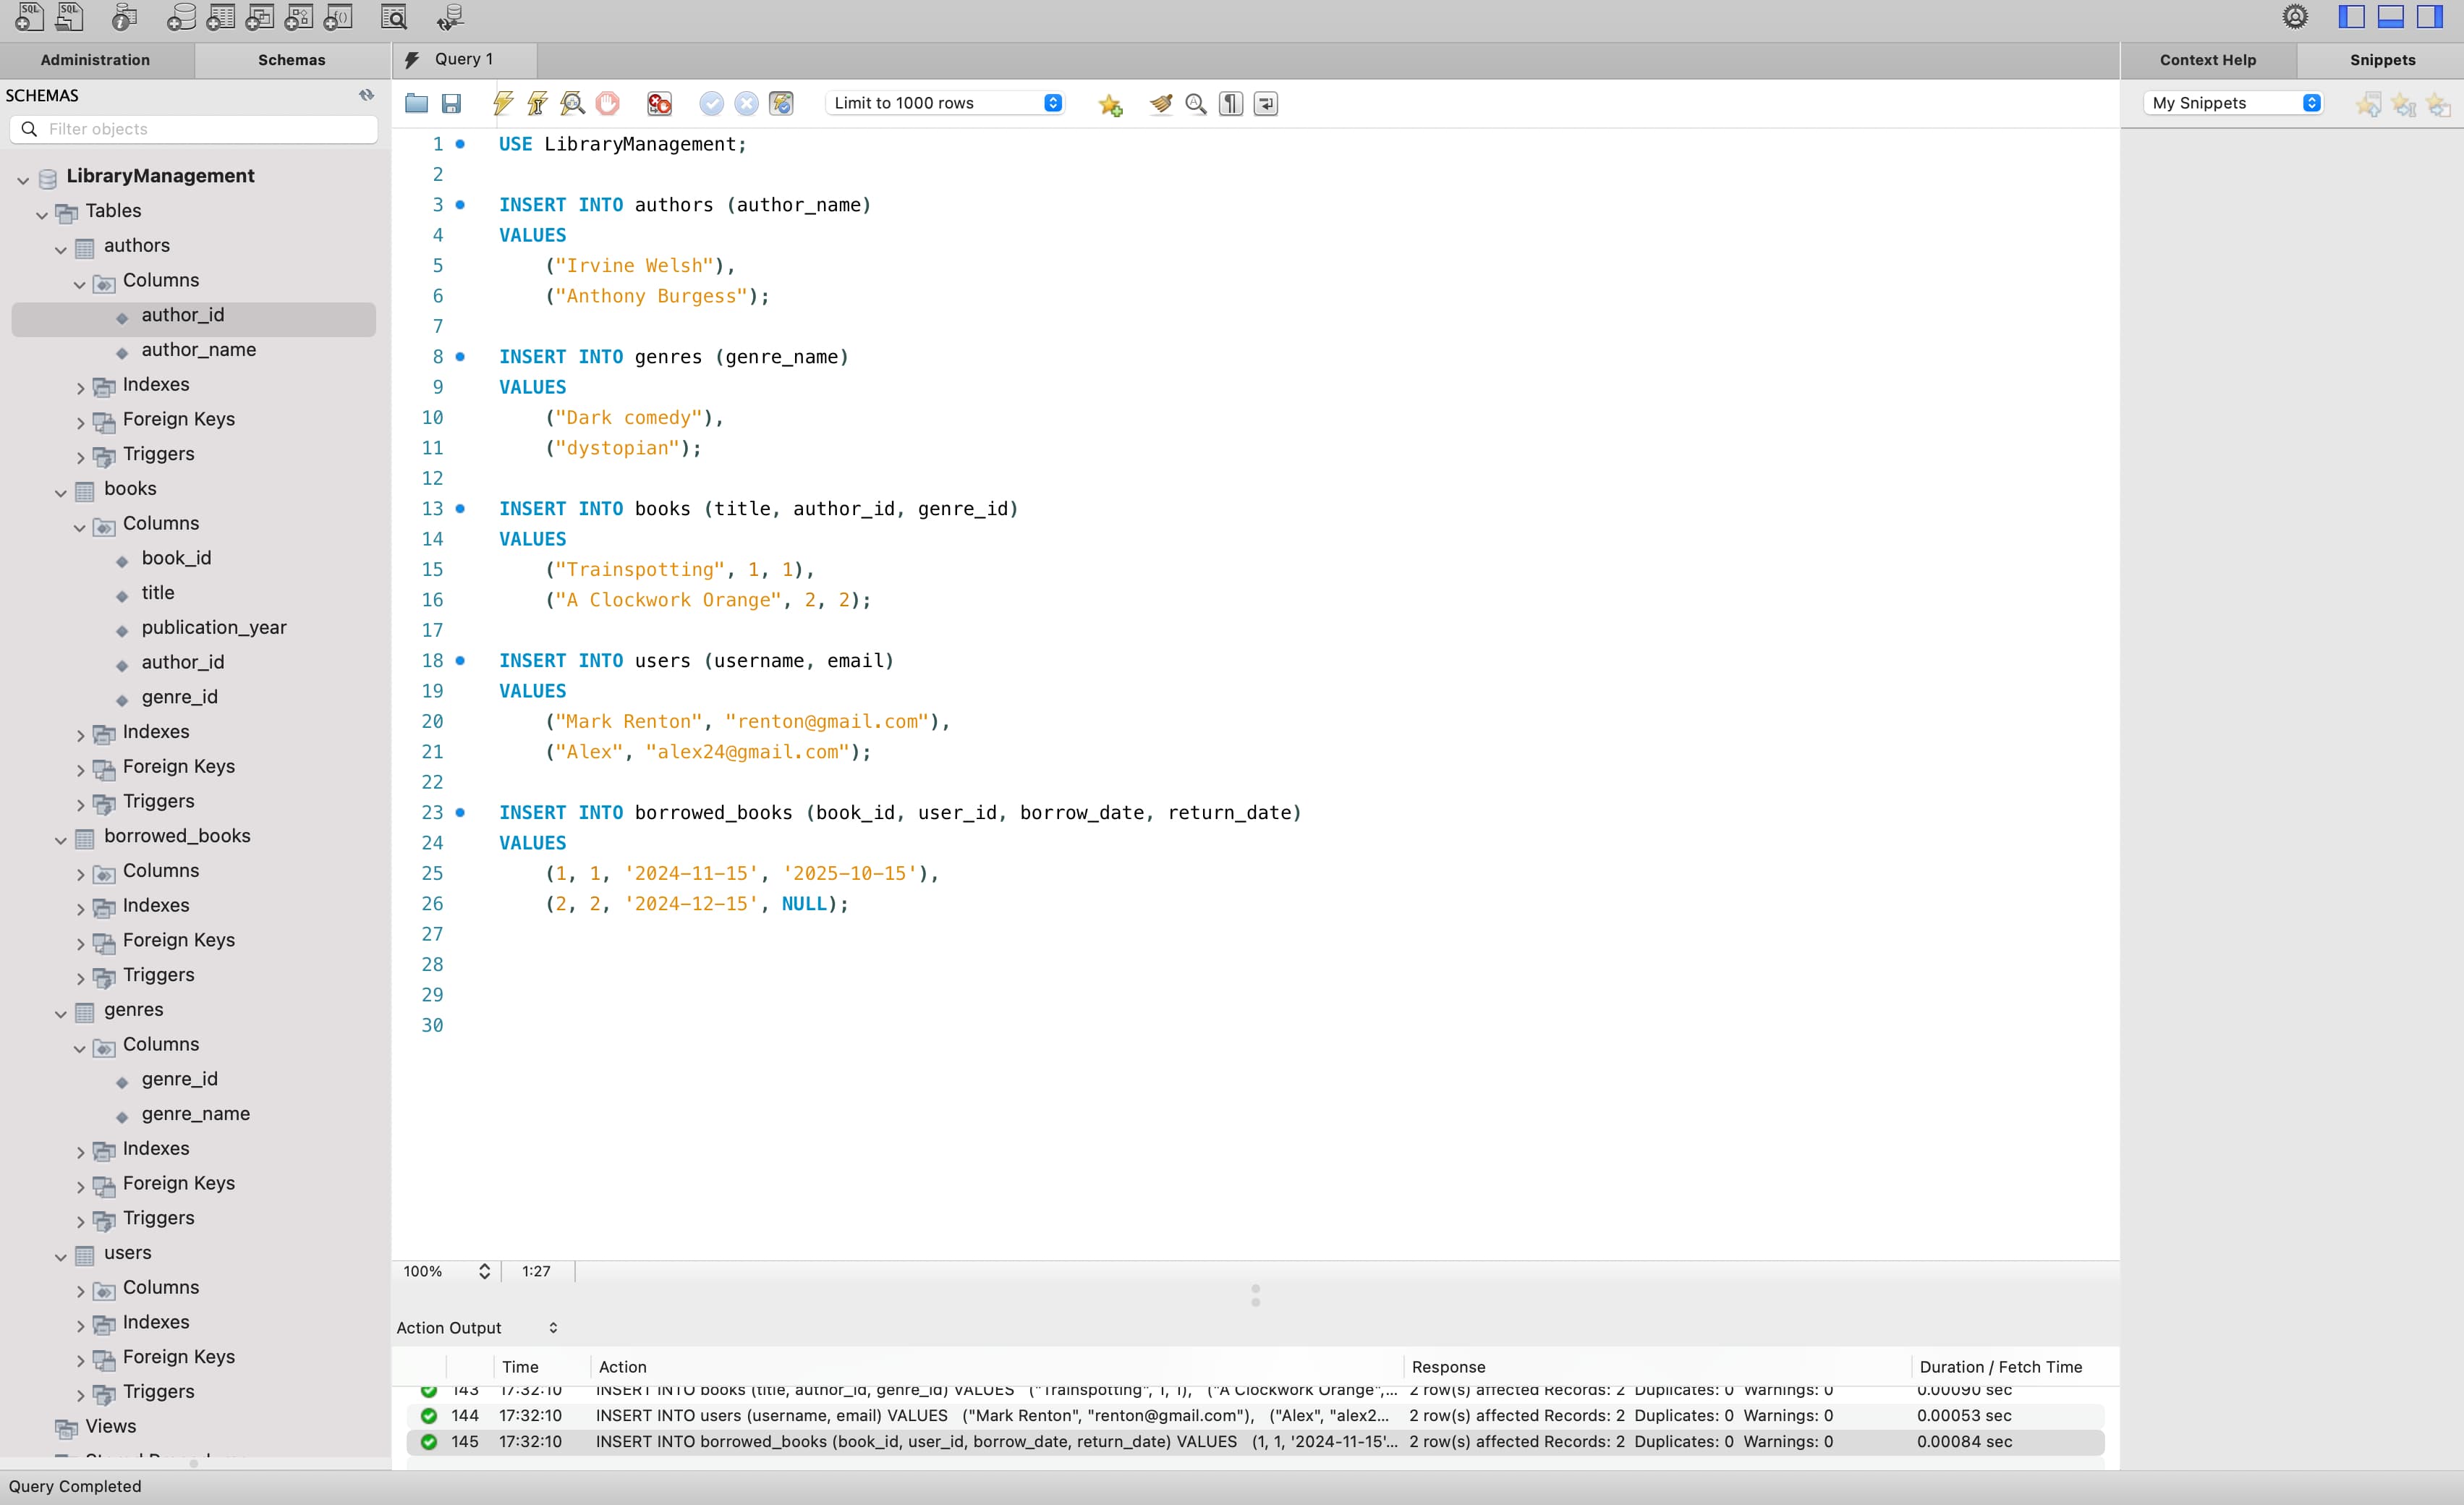 SQL SQL
Administration Schemas
Query 1
Context Help Snippets
SCHEMAS
Limit to 1000 rows
My Snippets
Filter objects
LibraryManagement
Tables
authors
Columns
author_id
author_name
Indexes
Foreign Keys
Triggers
books
Columns
book_id
title
publication_year
author_id
genre_id
Indexes
Foreign Keys
Triggers
borrowed_books
Columns
Indexes
Foreign Keys
Triggers
genres
Columns
genre_id
genre_name
Indexes
Foreign Keys
Triggers
users
Columns
Indexes
Foreign Keys
Triggers
Views
1 USE LibraryManagement;
2
3 INSERT INTO authors (author_name)
4 VALUES
5 ("Irvine Welsh"),
6 ("Anthony Burgess");
7
8 INSERT INTO genres (genre_name)
9 VALUES
10 ("Dark comedy"),
11 ("dystopian");
12
13 INSERT INTO books (title, author_id, genre_id)
14 VALUES
15 ("Trainspotting", 1, 1),
16 ("A Clockwork Orange", 2, 2);
17
18 INSERT INTO users (username, email)
19 VALUES
20 ("Mark Renton", "renton@gmail.com"),
21 ("Alex", "alex24@gmail.com");
22
23 INSERT INTO borrowed_books (book_id, user_id, borrow_date, return_date)
24 VALUES
25 (1, 1, '2024-11-15', '2025-10-15'),
26 (2, 2, '2024-12-15', NULL);
27
28
29
30
100% 1:27
Action Output
Time Action Response Duration / Fetch Time
143 17:32:10 INSERT INTO books (title, author_id, genre_id) VALUES ("Trainspotting", 1, 1), ("A Clockwork Orange",... 2 row(s) affected Records: 2 Duplicates: 0 Warnings: 0 0.00090 sec
144 17:32:10 INSERT INTO users (username, email) VALUES ("Mark Renton", "renton@gmail.com"), ("Alex", "alex2... 2 row(s) affected Records: 2 Duplicates: 0 Warnings: 0 0.00053 sec
145 17:32:10 INSERT INTO borrowed_books (book_id, user_id, borrow_date, return_date) VALUES (1, 1, '2024-11-15'... 2 row(s) affected Records: 2 Duplicates: 0 Warnings: 0 0.00084 sec
Query Completed